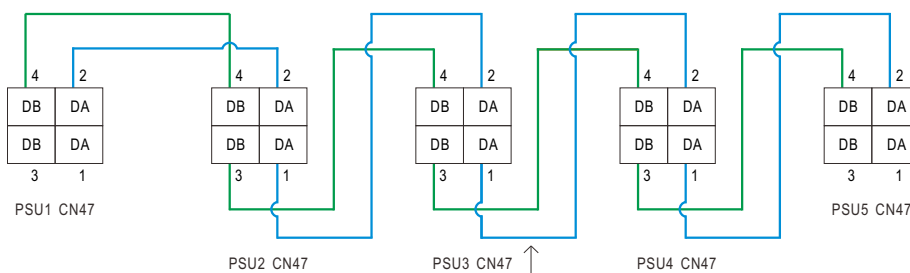 4 2 4 2 4 2 4 2 4 2
DB DA DB DA DB DA DB DA DB DA
DB DA DB DA DB DA DB DA DB DA
3 1 3 1 3 1 3 1 3 1
PSU1 CN47 PSU5 CN47
PSU2 CN47 PSU3 CN47 PSU4 CN47